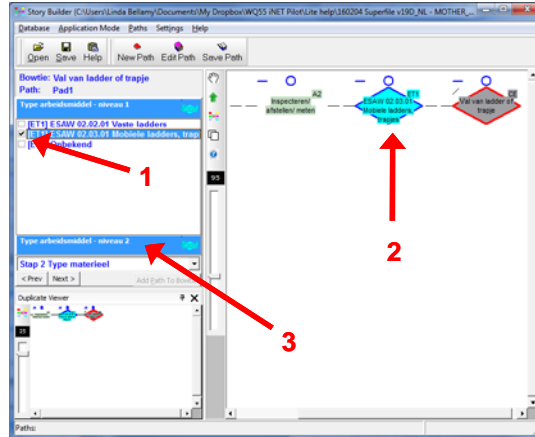 Story Builder (C:\Users\Linda Bellamy\Documents\My Dropbox\WQ55 iNET Pilot\Lite help\160204 Superfile v19D_NL - MOTHER_...
Database Application Mode Paths Settings Help
Open Save Help New Path Edit Path Save Path
Bowtie: Val van ladder of trapje
Path: Pad1
Type arbeidsmiddel - niveau 1
[ET1] ESAW 02.02.01 Vaste ladders
[ET1] ESAW 02.03.01 Mobiele ladders, trap
Onbekend
1
Type arbeidsmiddel - niveau 2
Stap 2 Type materieel
< Prev Next > Add Path To Bowtie
Duplicate Viewer
25
95
A2
Inspecteren/
afstellen/ meten
ET1
ESAW 02.03.01
Mobiele ladders,
trapjes
CE
Val van ladder of
trapje
2
3
Paths: